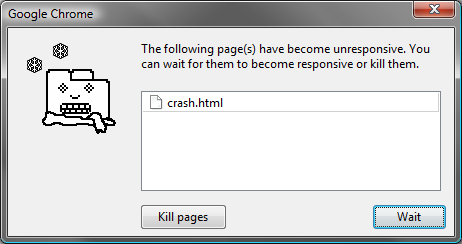 Google Chrome
The following page(s) have become unresponsive. You
can wait for them to become responsive or kill them.
crash.html
Kill pages
Wait